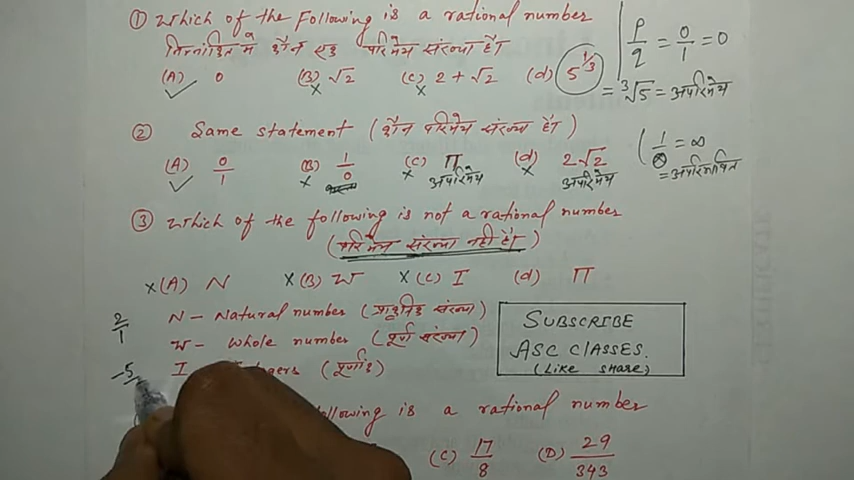 ① Which of the following is a rational number
निम्नांकित में कौन एक परिमेय संख्या है
(A) 0 (B) √2 (C) 2 + √2 (d) 5^1/3
p/q = 0/1 = 0
= ∛5 = अपरिमेय
② Same statement (कौन परिमेय संख्या है)
(A) 0/1 (B) 1/0 (C) π (d) 2√2
अपरिमेय अपरिमेय
(1/0 = ∞
= अपरिभाषित
③ Which of the following is not a rational number
(परिमेय संख्या नहीं है)
x(A) N x(B) W x(C) I (d) π
2/1 N - Natural number (प्राकृतिक संख्या)
W - Whole number (पूर्ण संख्या)
-5 I (पूर्णांक)
SUBSCRIBE
ASC CLASSES.
(Like share)
following is a rational number
(C) 17/8 (D) 29/343